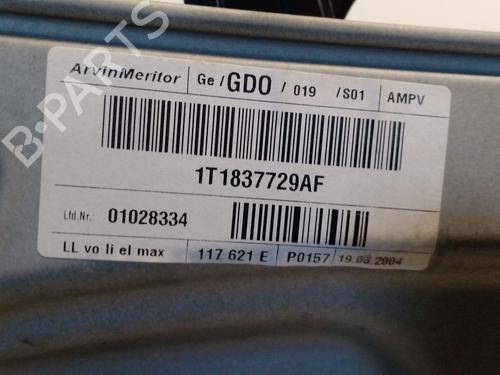 B-PARTS
ArvinMeritor Ge / GDO / 019 / S01 AMPV
1T1837729AF
Lfd.Nr.: 01028334
LL vo li el max 117 621 E P0157 19.03.2004